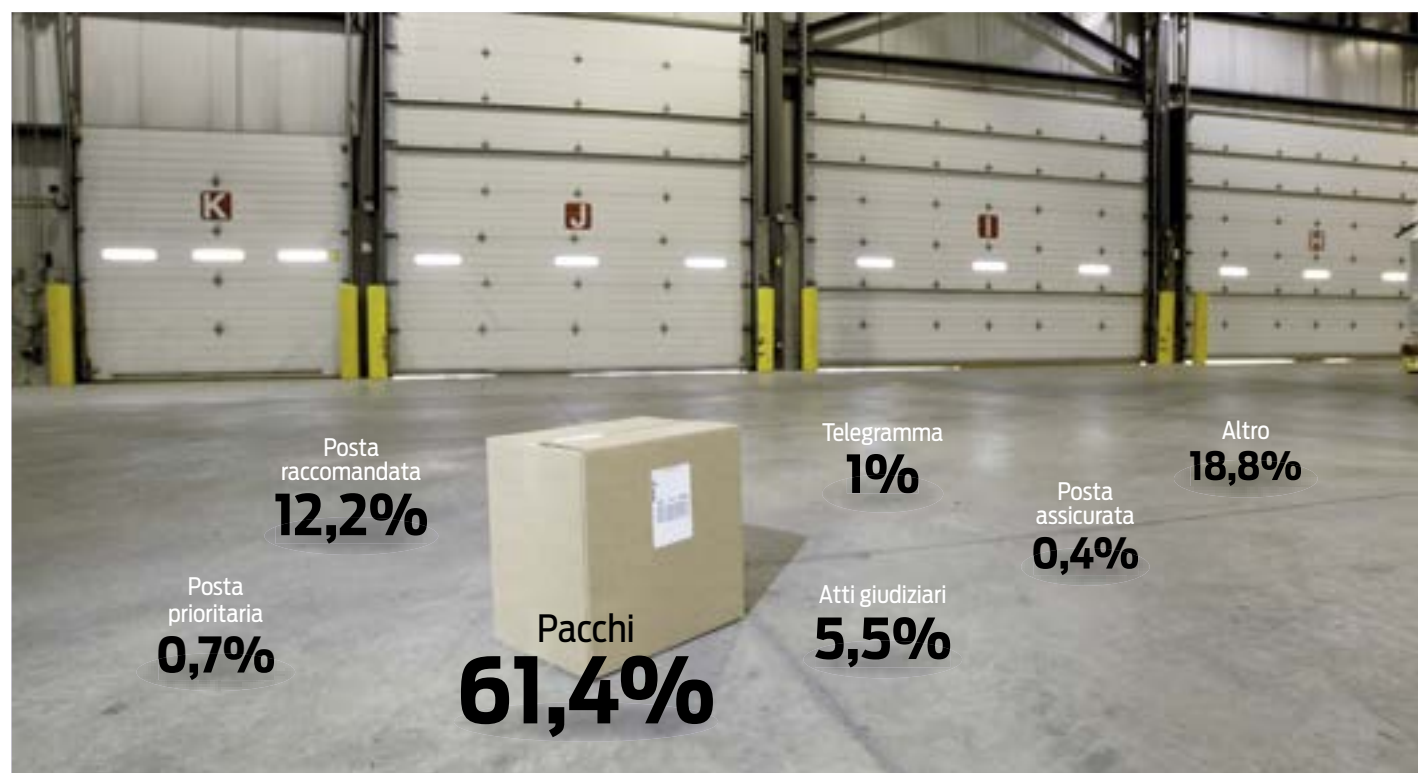 K
J
I
H
Posta
raccomandata
12,2%
Telegramma
1%
Altro
18,8%
Posta
assicurata
0,4%
Posta
prioritaria
0,7%
Atti giudiziari
5,5%
Pacchi
61,4%